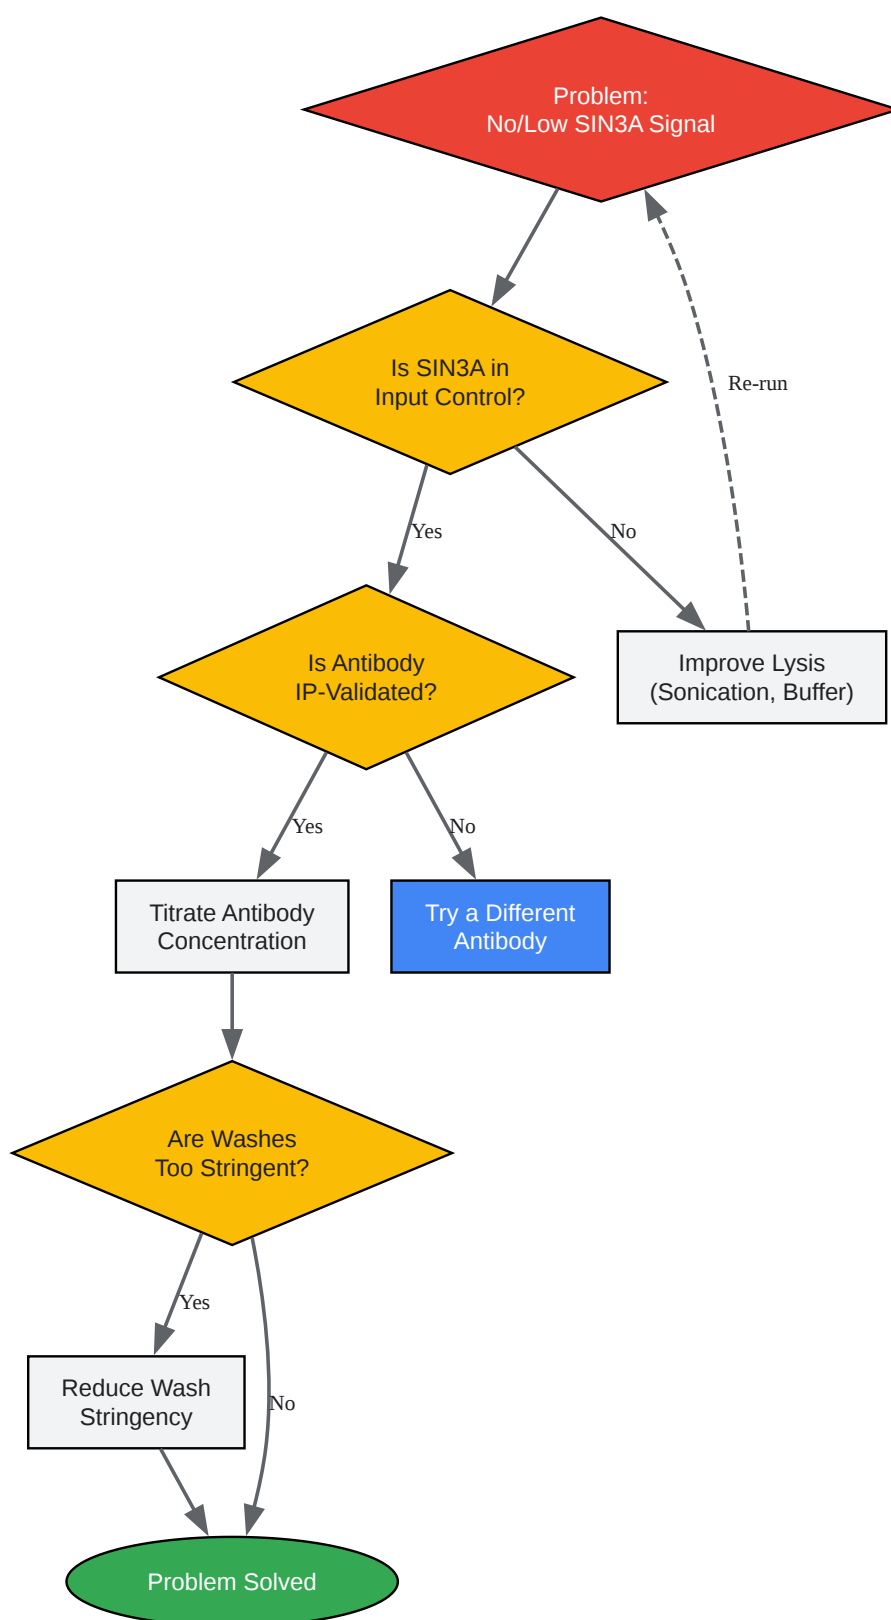 Problem:
No/Low SIN3A Signal
Is SIN3A in
Input Control?
Re-run
Yes
No
Is Antibody
IP-Validated?
Improve Lysis
(Sonication, Buffer)
Yes
No
Titrate Antibody
Concentration
Try a Different
Antibody
Are Washes
Too Stringent?
Yes
Reduce Wash
Stringency
No
Problem Solved